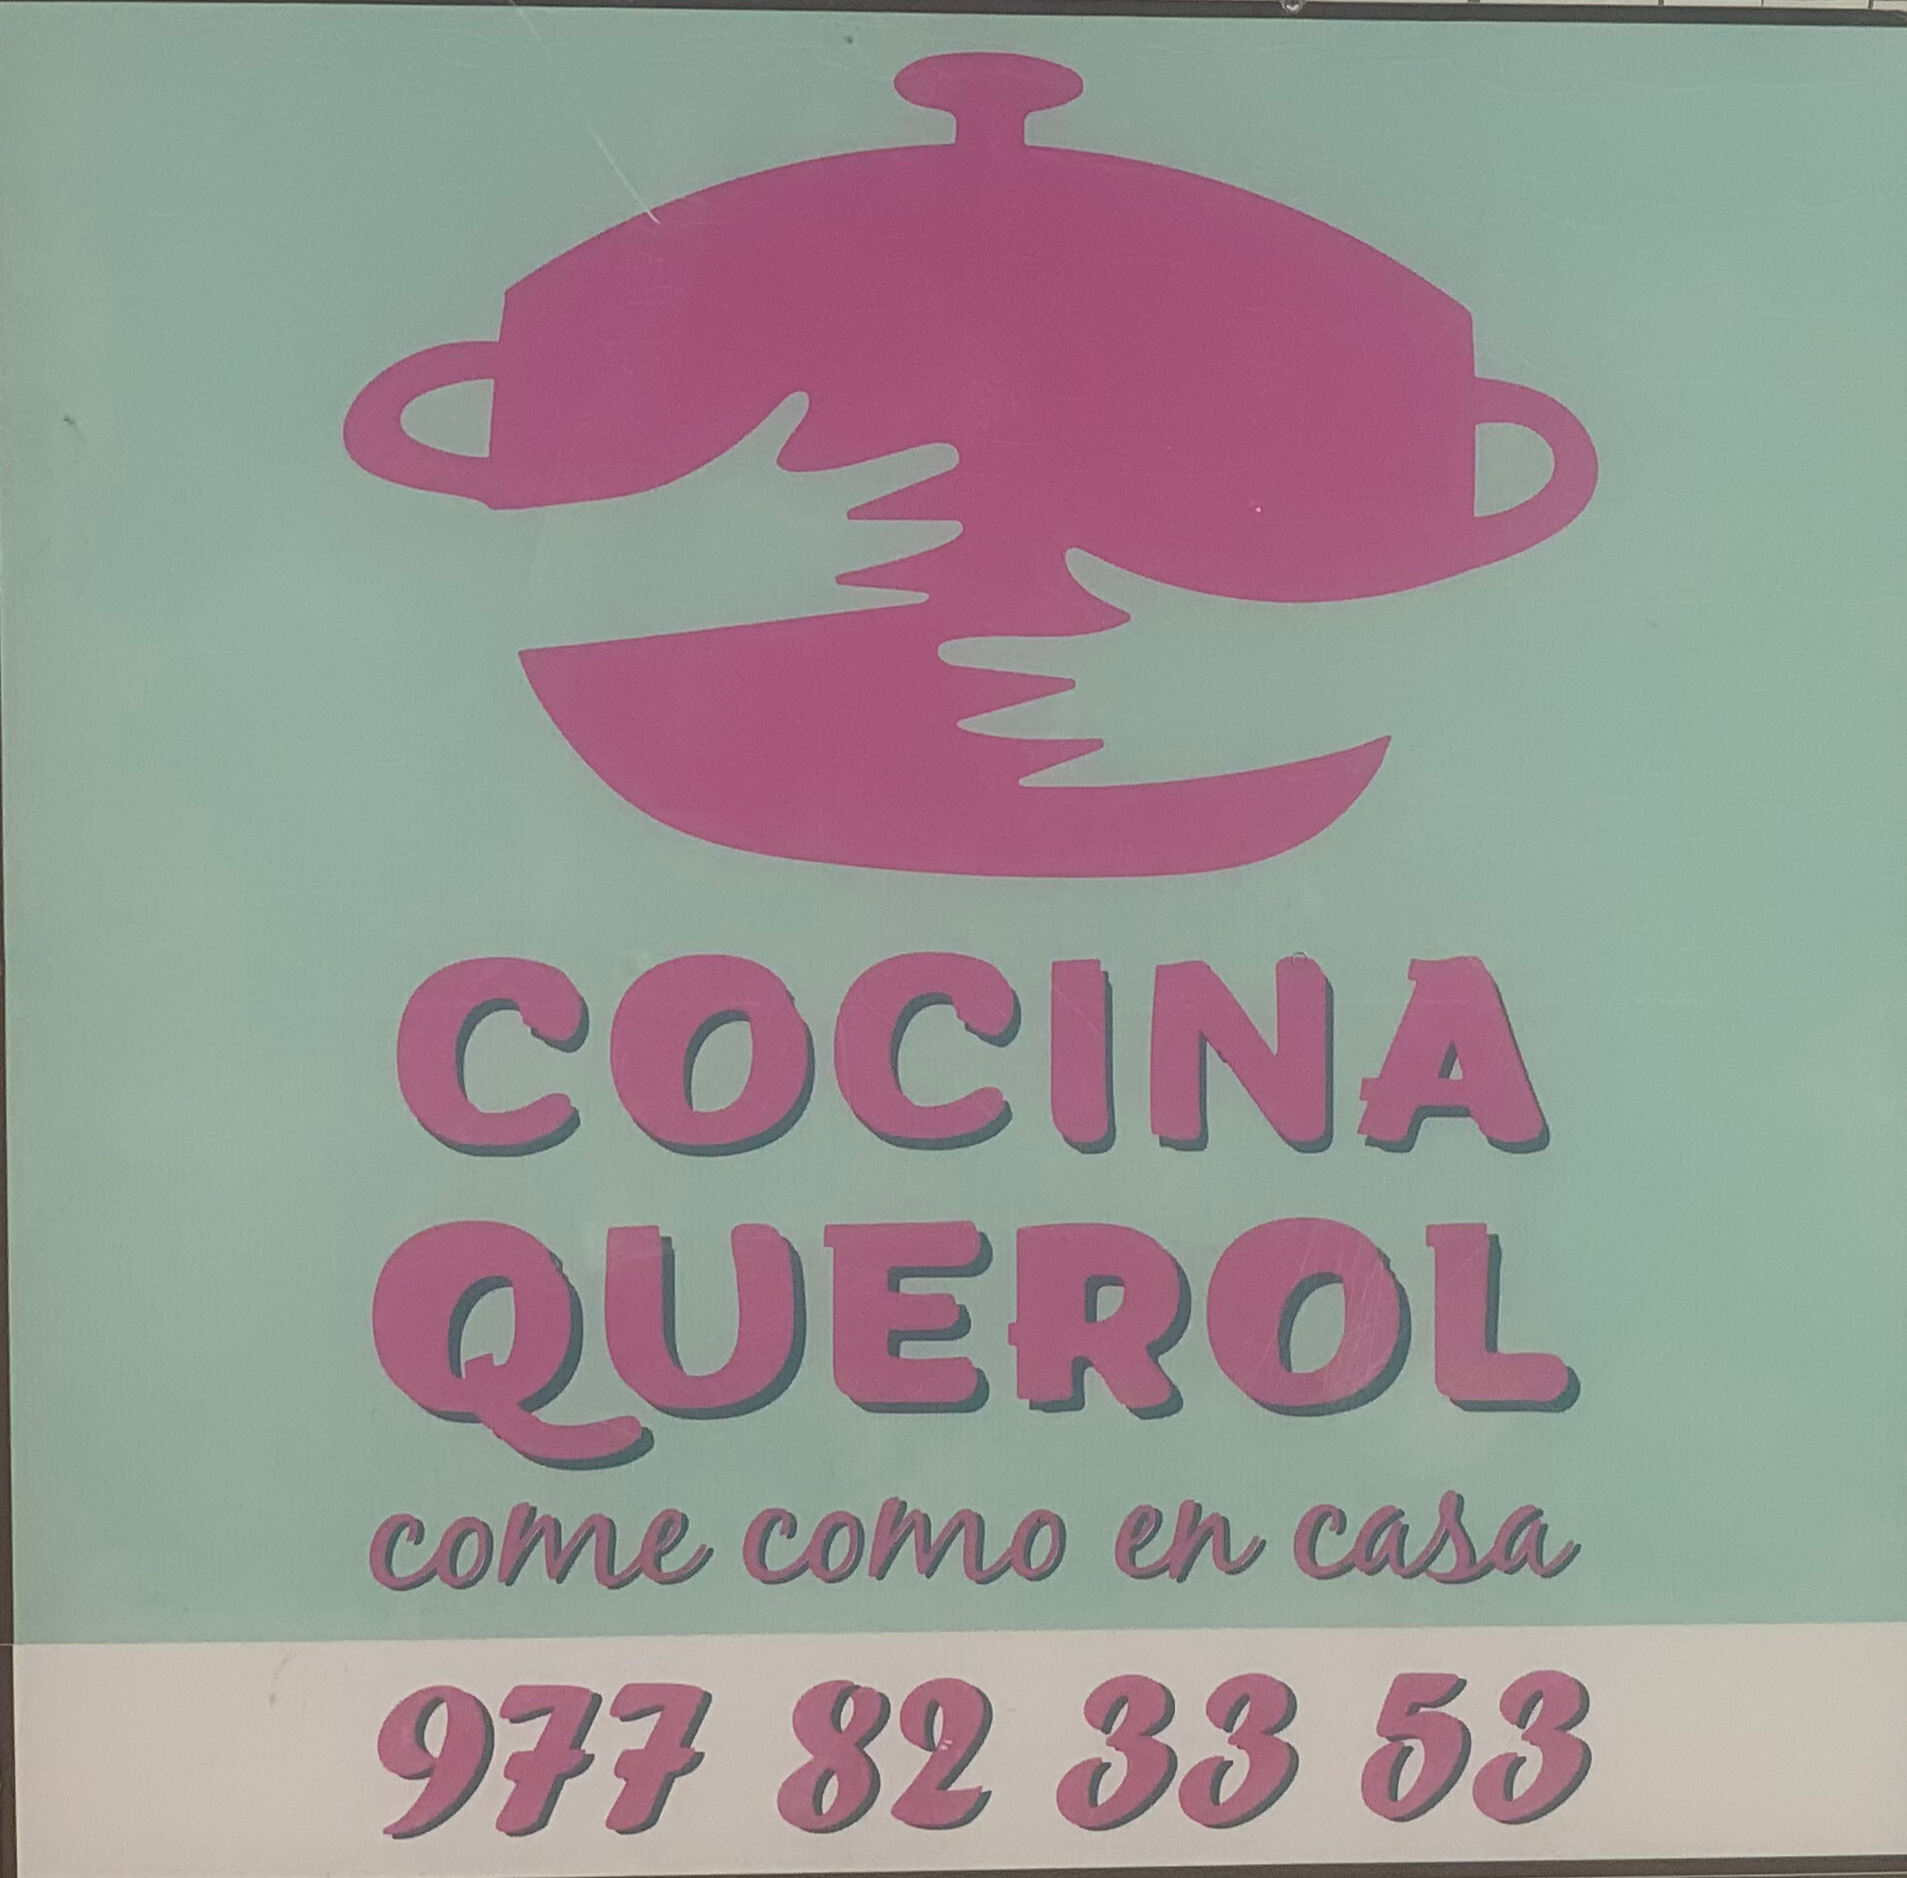 COCINA
QUEROL
come como en casa
977 82 33 53